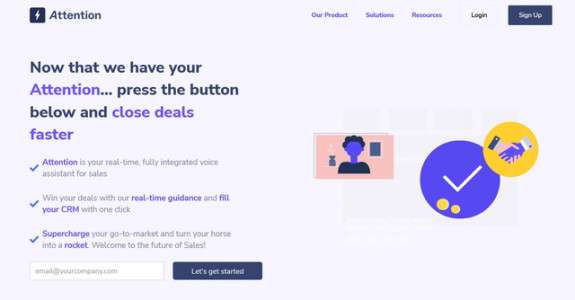 Attention
Our Product
Solutions
Resources
Login
Sign Up
Now that we have your
Attention... press the button
below and close deals
faster
Attention is your real-time, fully integrated voice
assistant for sales
Win your deals with our real-time guidance and fill
your CRM with one click
Supercharge your go-to-market and turn your horse
into a rocket. Welcome to the future of Sales!
email@yourcompany.com
Let's get started